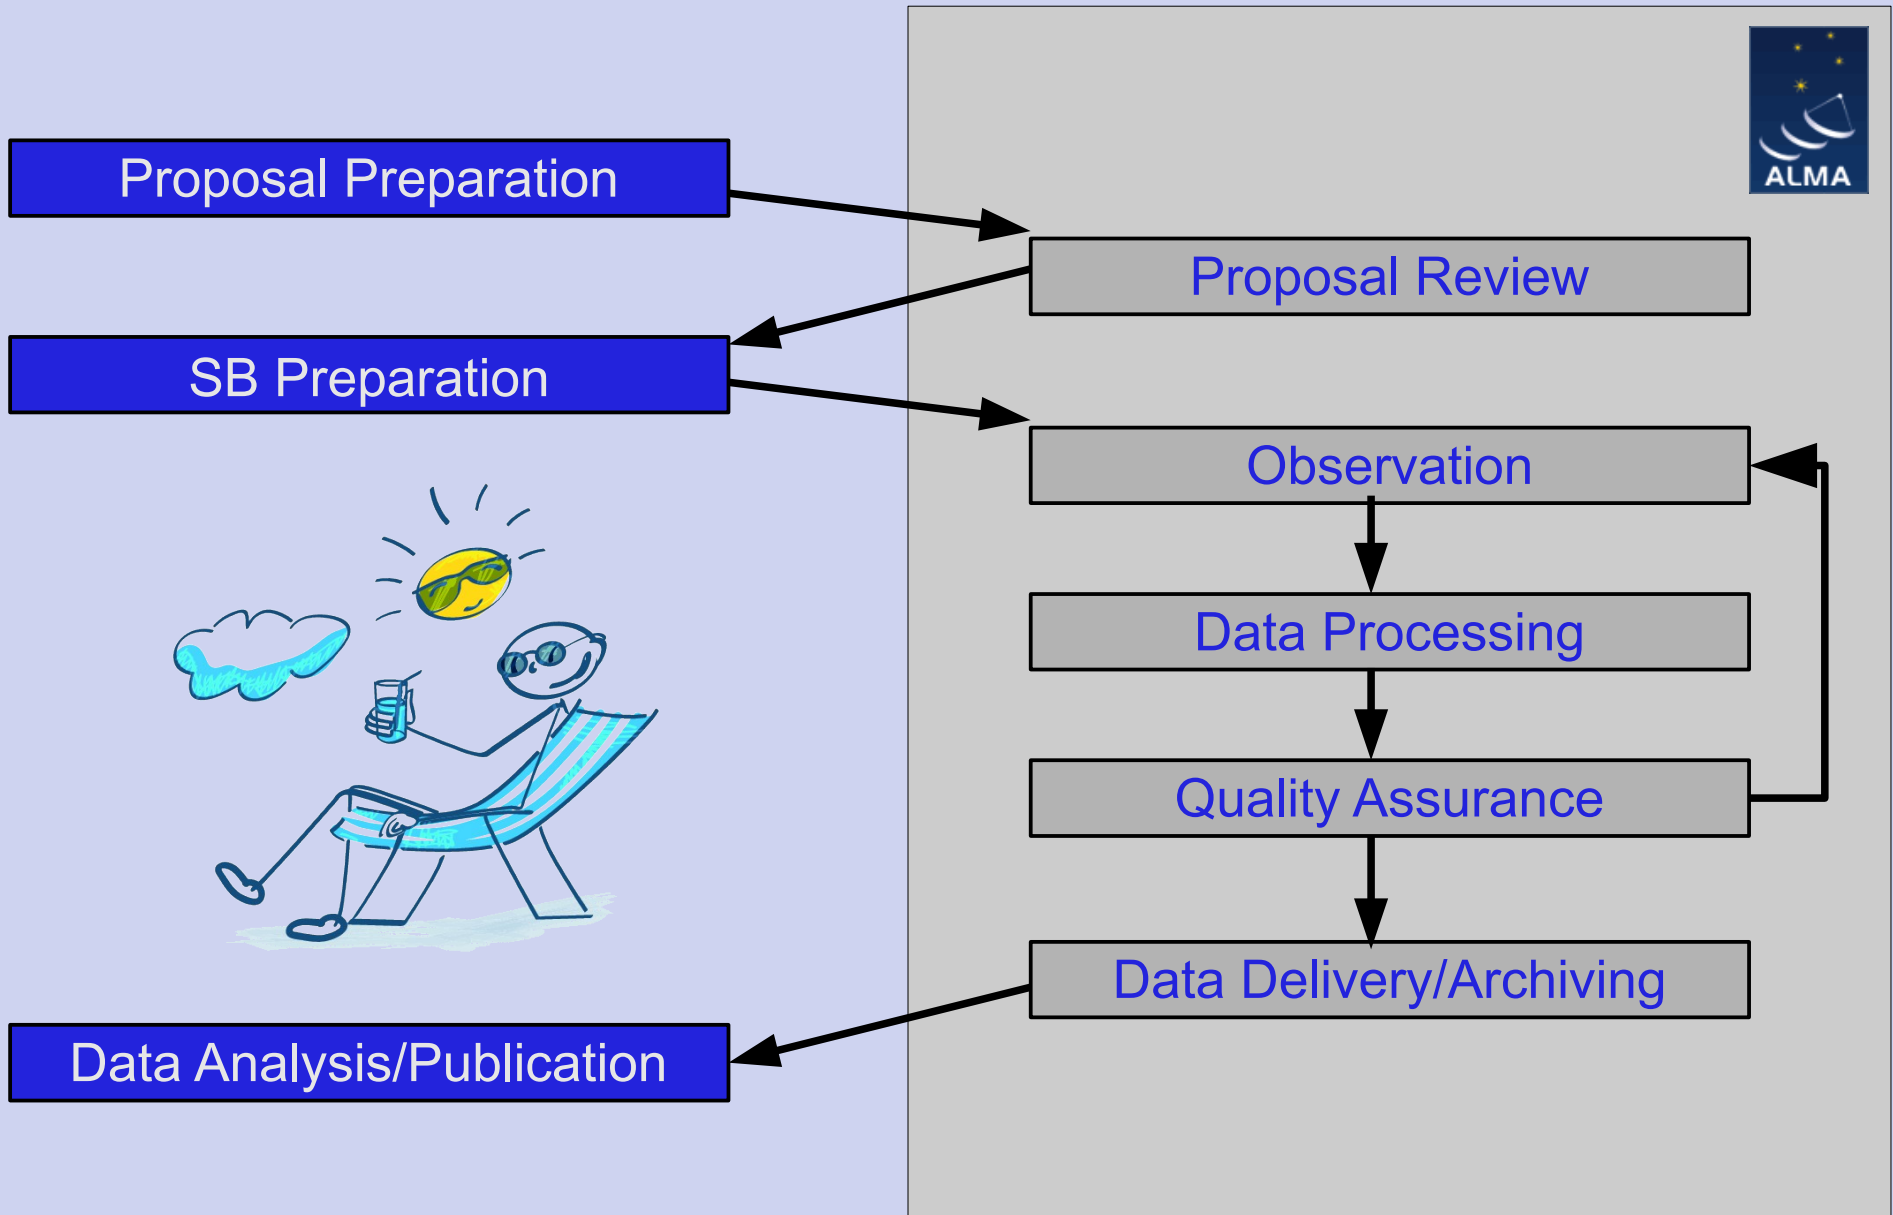 ALMA
Proposal Preparation
Proposal Review
SB Preparation
Observation
Data Processing
Quality Assurance
Data Delivery/Archiving
Data Analysis/Publication